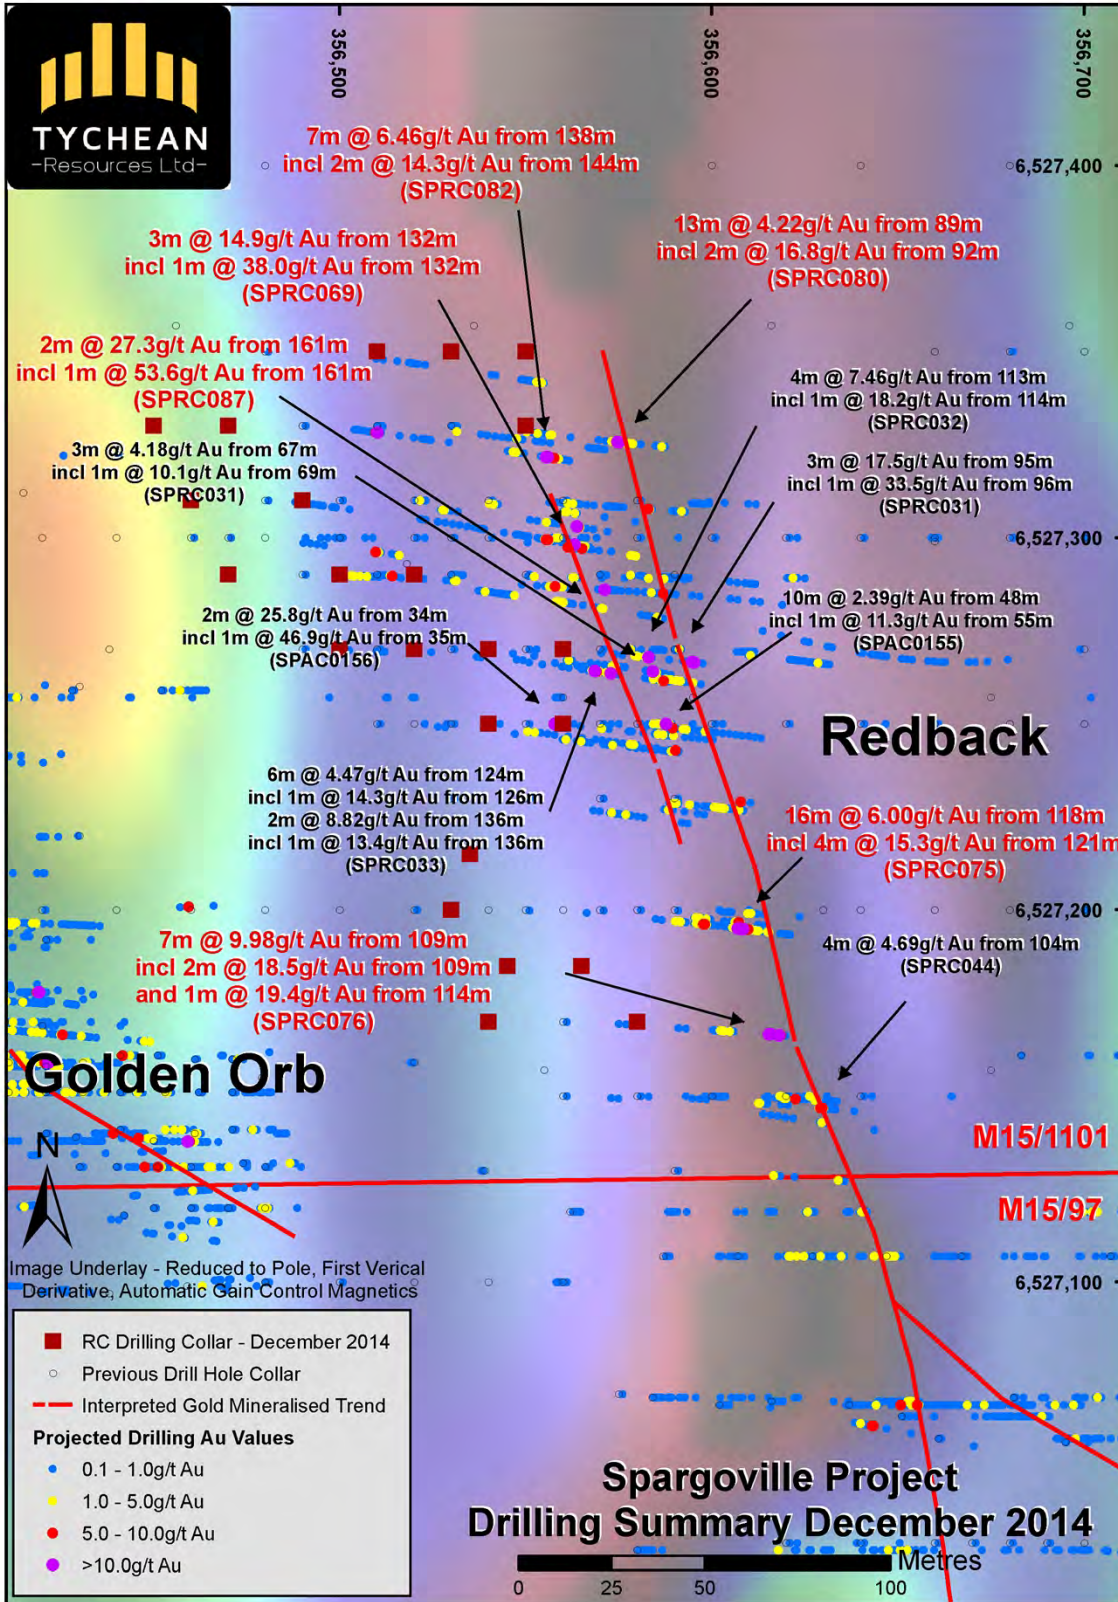 TYCHEAN
-Resources Ltd-
356,500
356,600
356,700
6,527,400
7m @ 6.46g/t Au from 138m
incl 2m @ 14.3g/t Au from 144m
(SPRC082)
13m @ 4.22g/t Au from 89m
incl 2m @ 16.8g/t Au from 92m
(SPRC080)
3m @ 14.9g/t Au from 132m
incl 1m @ 38.0g/t Au from 132m
(SPRC069)
2m @ 27.3g/t Au from 161m
incl 1m @ 53.6g/t Au from 161m
(SPRC087)
4m @ 7.46g/t Au from 113m
incl 1m @ 18.2g/t Au from 114m
(SPRC032)
3m @ 4.18g/t Au from 67m
incl 1m @ 10.1g/t Au from 69m
(SPRC031)
3m @ 17.5g/t Au from 95m
incl 1m @ 33.5g/t Au from 96m
(SPRC031)
6,527,300
2m @ 25.8g/t Au from 34m
incl 1m @ 46.9g/t Au from 35m
(SPAC0156)
10m @ 2.39g/t Au from 48m
incl 1m @ 11.3g/t Au from 55m
(SPAC0155)
Redback
6m @ 4.47g/t Au from 124m
incl 1m @ 14.3g/t Au from 126m
2m @ 8.82g/t Au from 136m
incl 1m @ 13.4g/t Au from 136m
(SPRC033)
16m @ 6.00g/t Au from 118m
incl 4m @ 15.3g/t Au from 121m
(SPRC075)
6,527,200
7m @ 9.98g/t Au from 109m
incl 2m @ 18.5g/t Au from 109m
and 1m @ 19.4g/t Au from 114m
(SPRC076)
4m @ 4.69g/t Au from 104m
(SPRC044)
Golden Orb
N
M15/1101
M15/97
6,527,100
Image Underlay - Reduced to Pole, First Verical
Derivative, Automatic Gain Control Magnetics
RC Drilling Collar - December 2014
Previous Drill Hole Collar
Interpreted Gold Mineralised Trend
Projected Drilling Au Values
0.1 - 1.0g/t Au
1.0 - 5.0g/t Au
5.0 - 10.0g/t Au
>10.0g/t Au
Spargoville Project
Drilling Summary December 2014
Metres
0 25 50 100